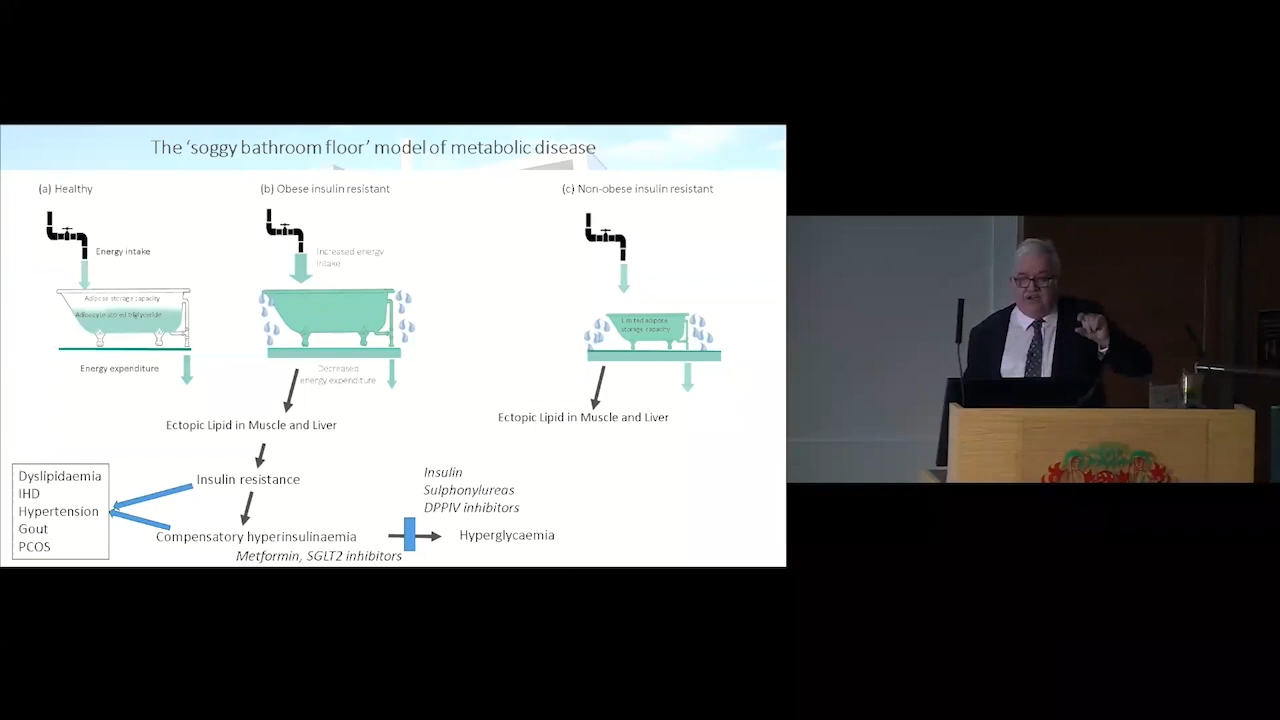 The 'soggy bathroom floor' model of metabolic disease
(a) Healthy
(b) Obese insulin resistant
(c) Non-obese insulin resistant
Energy intake
Increased energy
intake
Adipose storage capacity
Adipocyte stored triglyceride
Limited adipose
storage capacity
Energy expenditure
Decreased
energy expenditure
Ectopic Lipid in Muscle and Liver
Ectopic Lipid in Muscle and Liver
Insulin resistance
Dyslipidaemia
IHD
Hypertension
Gout
PCOS
Insulin
Sulphonylureas
DPPIV inhibitors
Compensatory hyperinsulinaemia
Hyperglycaemia
Metformin, SGLT2 inhibitors